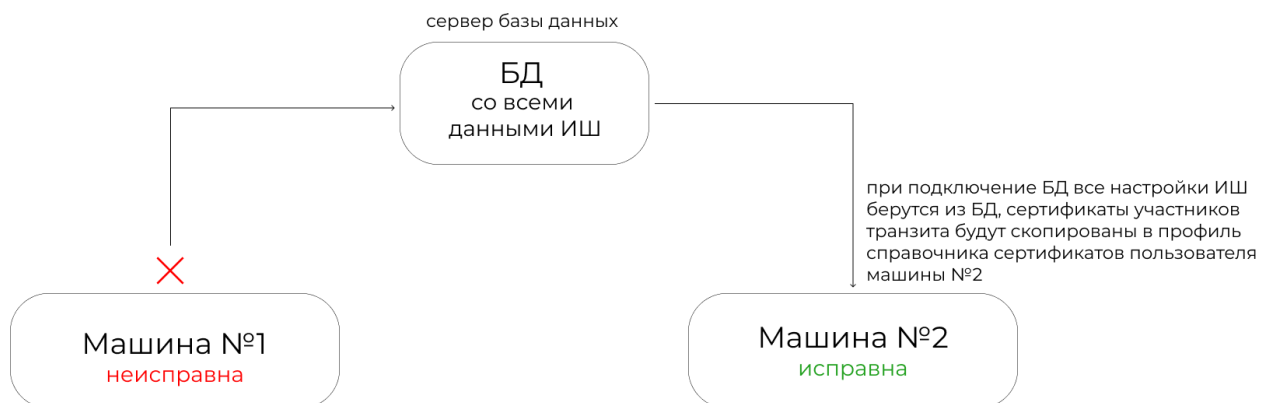 сервер базы данных
БД
со всеми
данными ИШ
при подключение БД все настройки ИШ
берутся из БД, сертификаты участников
транзита будут скопированы в профиль
справочника сертификатов пользователя
машины №2
Машина №1
неисправна
Машина №2
исправна